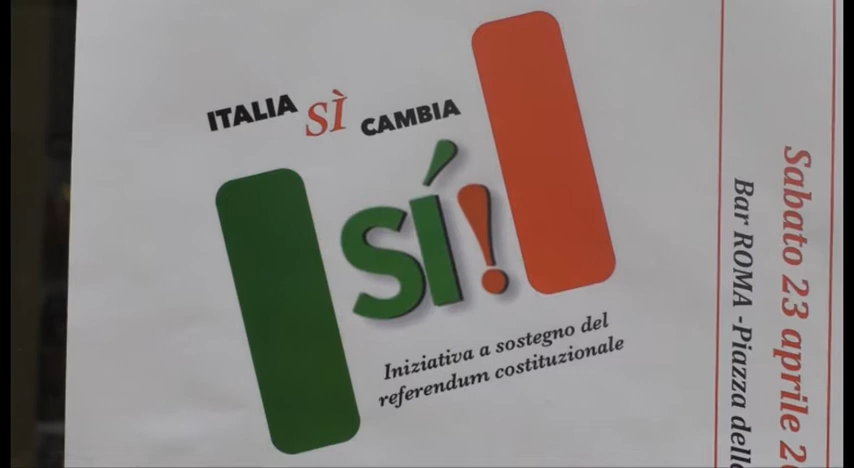 ITALIA SÌ CAMBIA
SÍ!
Iniziativa a sostegno del
referendum costituzionale
Sabato 23 aprile
Bar ROMA -Piazza